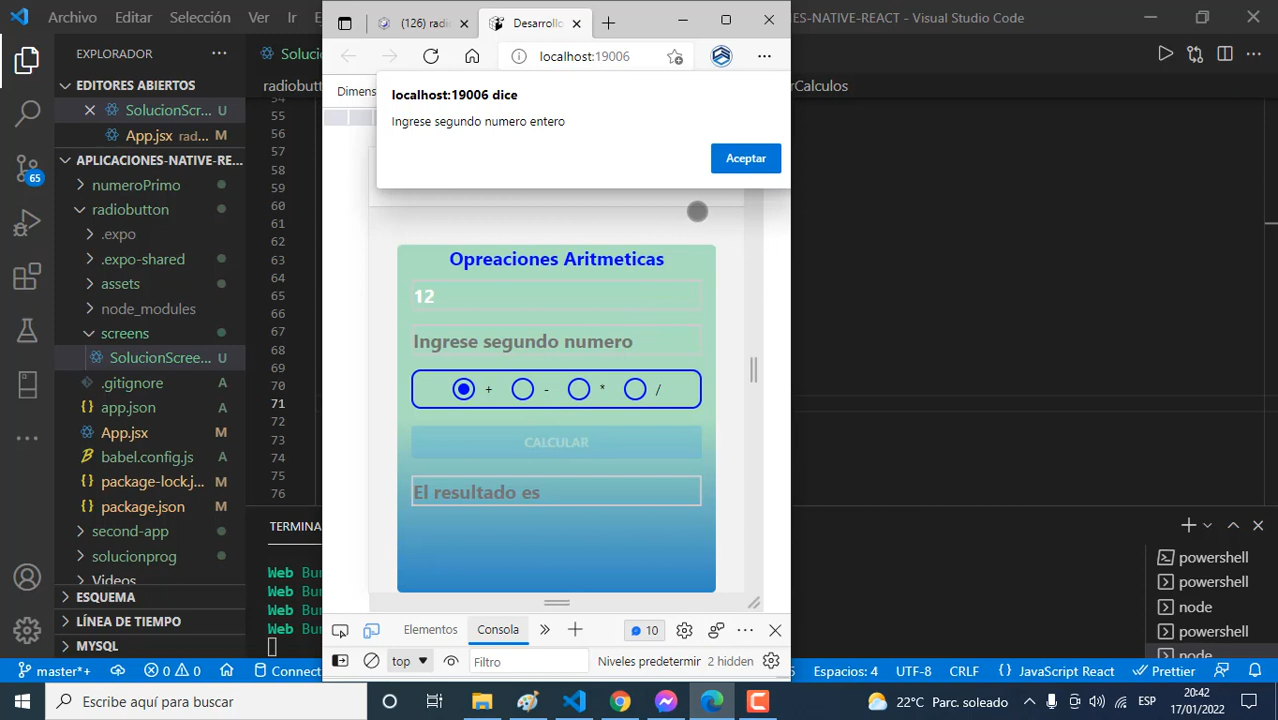 Archivo
Editar
Selección
Ver
Ir
S-NATIVE-REACT - Visual Studio Code
EXPLORADOR
EDITORES ABIERTOS
SolucionScr... U
App.jsx rad... M
APLICACIONES-NATIVE-RE...
numeroPrimo
radiobutton
.expo
.expo-shared
assets
node_modules
screens
SolucionScree... U
.gitignore A
app.json A
App.jsx M
babel.config.js A
package-lock.j... M
package.json M
second-app
solucionprog
Videos
ESQUEMA
LÍNEA DE TIEMPO
MYSQL
65
radiobutton
rCalculos
54
55
56
57
58
59
60
61
62
63
64
65
66
67
68
69
70
71
72
73
74
75
76
TERMINA
Web Bun
Web Bun
Web Bun
Web Bun
(126) radi
Desarrollo
localhost:19006
Dimens
localhost:19006 dice
Ingrese segundo numero entero
Aceptar
Opreaciones Aritmeticas
12
Ingrese segundo numero
+ - * /
CALCULAR
El resultado es
Elementos
Consola
10
top
Filtro
Niveles predetermir
2 hidden
powershell
powershell
node
powershell
node
master*+
0 0
Connect
Espacios: 4
UTF-8
CRLF
JavaScript React
Prettier
Escribe aquí para buscar
22°C Parc. soleado
ESP
20:42
17/01/2022